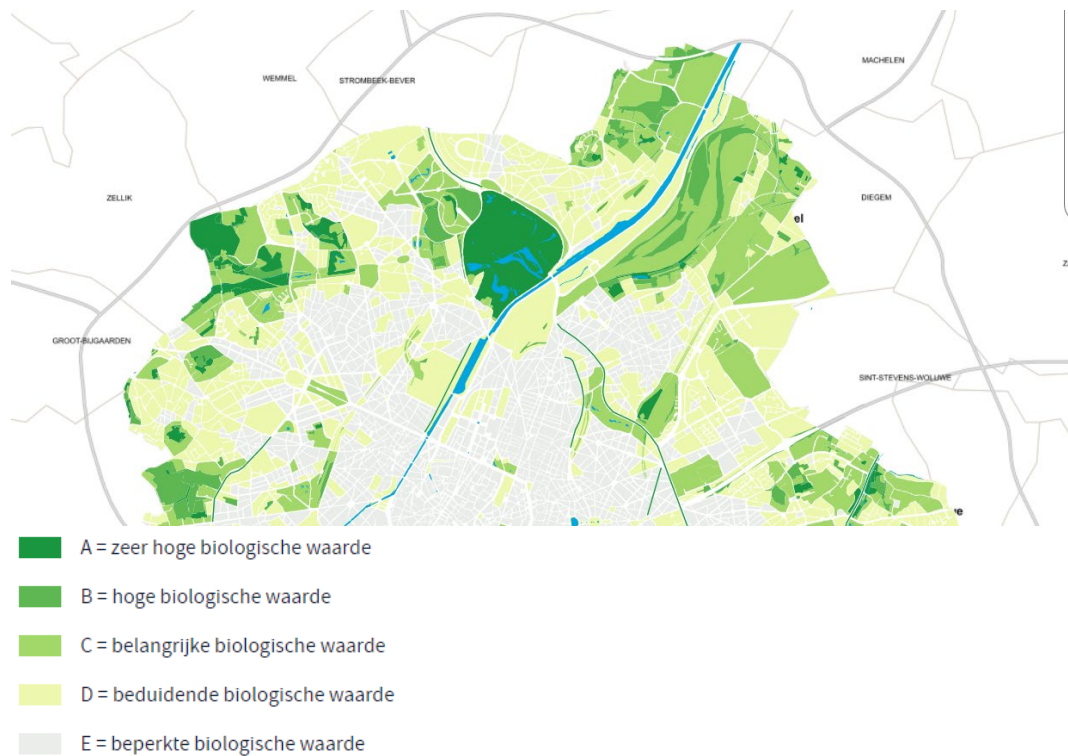 MACHELEN
WEMMEL
STROMBEEK-BEVER
ZELLIK
DIEGEM
el
GROOT-BIJGAARDEN
SINT-STEVENS-WOLUWE
A = zeer hoge biologische waarde
B = hoge biologische waarde
C = belangrijke biologische waarde
D = beduidende biologische waarde
E = beperkte biologische waarde